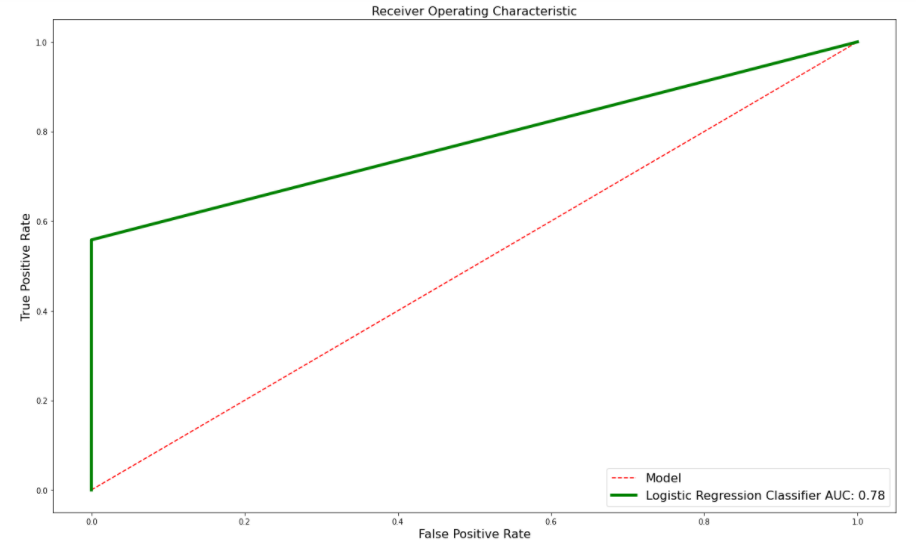 Receiver Operating Characteristic
1.0
0.8
0.6
0.4
0.2
0.0
True Positive Rate
0.0 0.2 0.4 0.6 0.8 1.0
False Positive Rate
Model
Logistic Regression Classifier AUC: 0.78